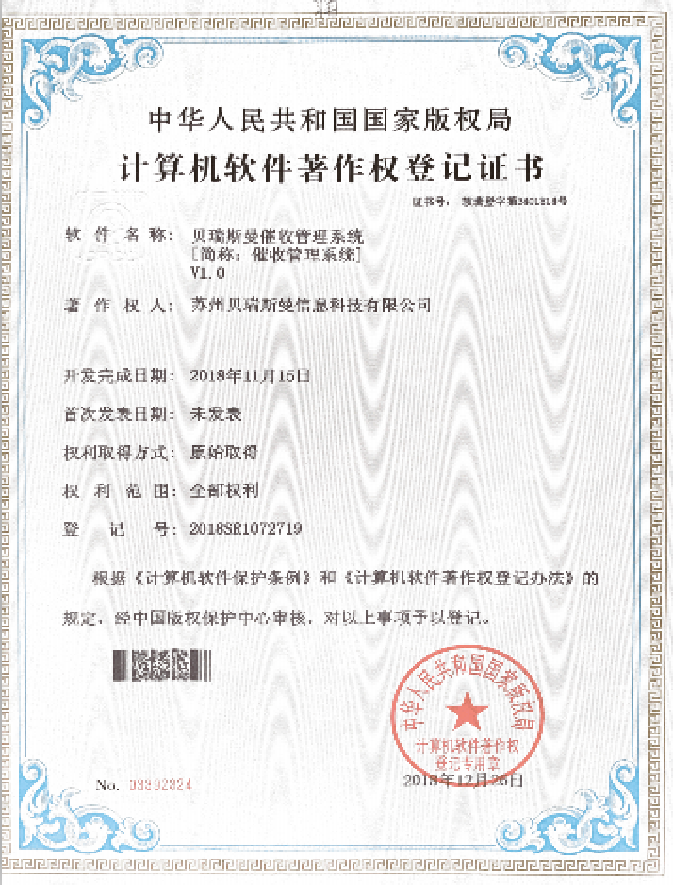 中华人民共和国国家版权局
计算机软件著作权登记证书
证书号： 软著登字第3401814号
软件名称： 贝瑞斯曼催收管理系统
[简称：催收管理系统]
V1.0
著作权人： 苏州贝瑞斯曼信息科技有限公司
开发完成日期： 2018年11月15日
首次发表日期： 未发表
权利取得方式： 原始取得
权利范围： 全部权利
登记号： 2018SR1072719
根据《计算机软件保护条例》和《计算机软件著作权登记办法》的
规定，经中国版权保护中心审核，对以上事项予以登记。
中华人民共和国国家版权局
计算机软件著作权
登记专用章
No. 03392324
2018年12月26日